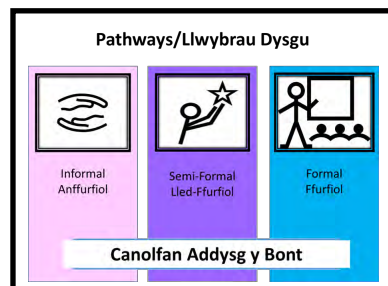 Pathways/Llwybrau Dysgu
Informal
Anffurfiol
Semi-Formal
Lled-Ffurfiol
Formal
Ffurfiol
Canolfan Addysg y Bont